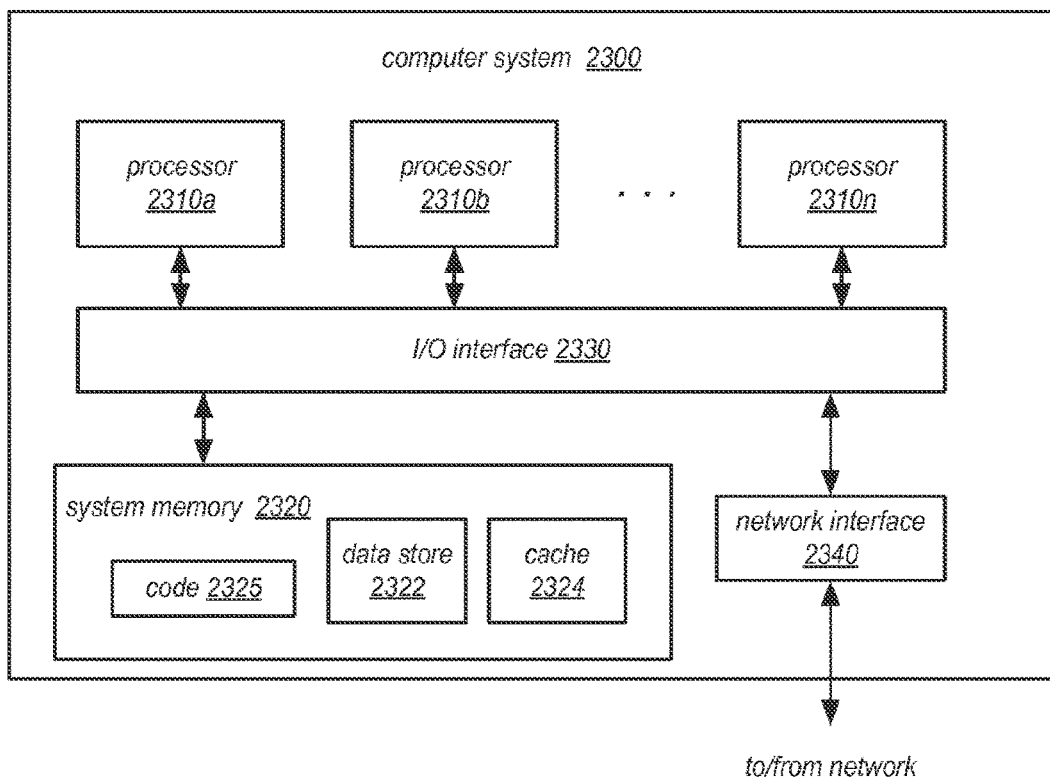 computer system 2300
processor
2310a
processor
2310b
. . .
processor
2310n
I/O interface 2330
system memory 2320
code 2325
data store
2322
cache
2324
network interface
2340
to/from network